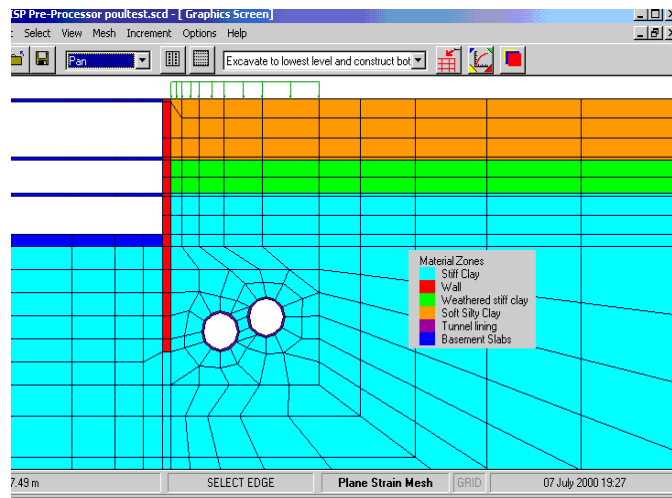 SP Pre-Processor poultest.scd - [ Graphics Screen]
Select View Mesh Increment Options Window Help
Pan
Excavate to lowest level and construct bot
Material Zones
Stiff Clay
Wall
Weathered stiff clay
Soft Silty Clay
Tunnel lining
Basement Slabs
7.49 m SELECT EDGE Plane Strain Mesh GRID 07 July 2000 19:27